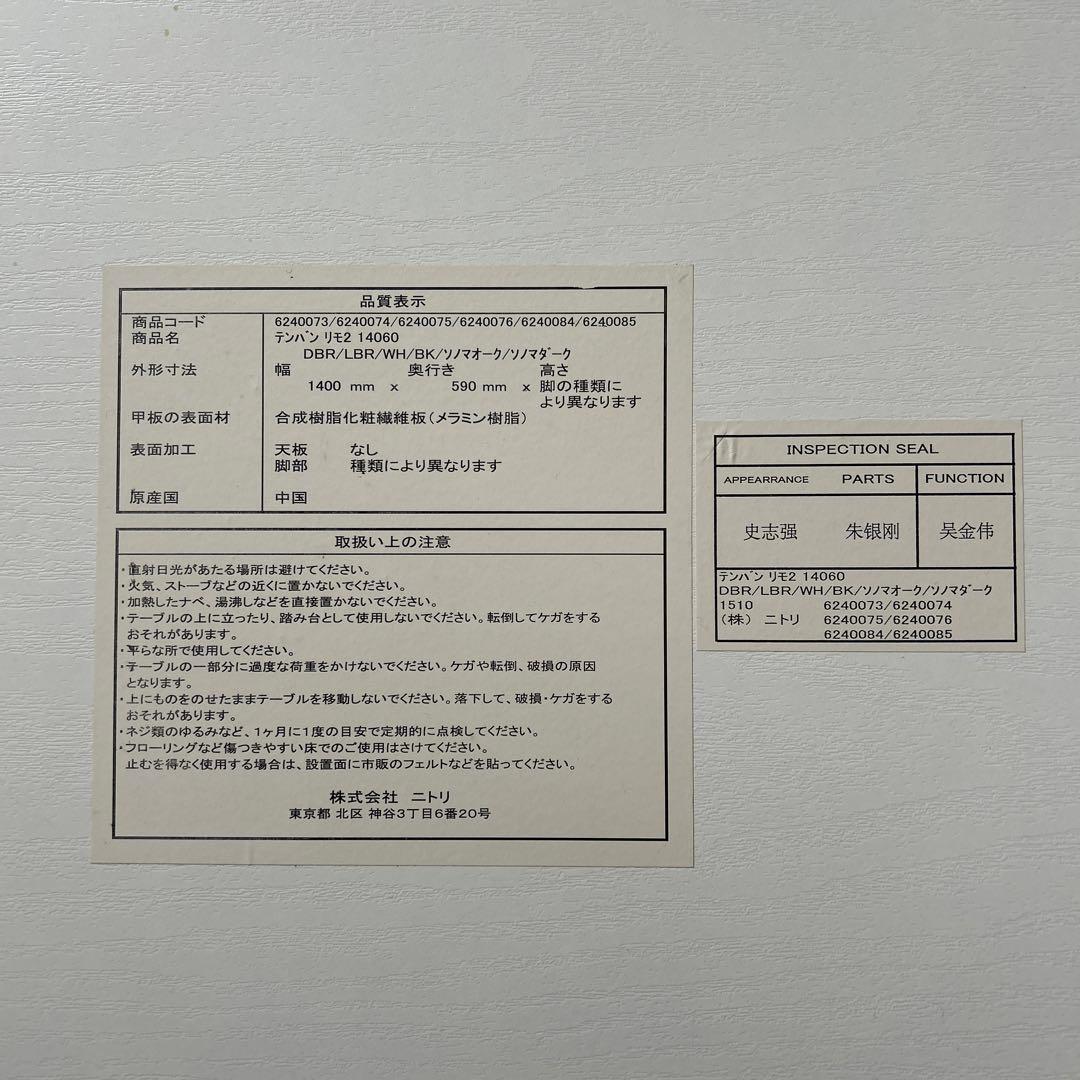 品質表示
商品コード 6240073/6240074/6240075/6240076/6240084/6240085
商品名 テンバン リモ2 14060
DBR/LBR/WH/BK/ソノマオーク/ソノマダーク
外形寸法 幅 奥行き 高さ
1400 mm x 590 mm x 脚の種類に
より異なります
甲板の表面材 合成樹脂化粧繊維板(メラミン樹脂)
表面加工 天板 なし
脚部 種類により異なります
原産国 中国
取扱い上の注意
・直射日光があたる場所は避けてください。
・火気、ストーブなどの近くに置かないでください。
・加熱したナベ、湯沸しなどを直接置かないでください。
・テーブルの上に立ったり、踏み台として使用しないでください。転倒してケガをする
おそれがあります。
・平らな所で使用してください。
・テーブルの一部分に過度な荷重をかけないでください。ケガや転倒、破損の原因
となります。
・上にものをのせたままテーブルを移動しないでください。落下して、破損・ケガをする
おそれがあります。
・ネジ類のゆるみなど、1ヶ月に1度の目安で定期的に点検してください。
・フローリングなど傷つきやすい床でのご使用はさけてください。
止むを得なく使用する場合は、設置面に市販のフェルトなどを貼ってください。
株式会社 ニトリ
東京都 北区 神谷3丁目6番20号
INSPECTION SEAL
APPEARRANCE PARTS FUNCTION
史志强 朱银刚 吴金伟
テンバン リモ2 14060
DBR/LBR/WH/BK/ソノマオーク/ソノマダーク
1510 6240073/6240074
(株) ニトリ 6240075/6240076
6240084/6240085